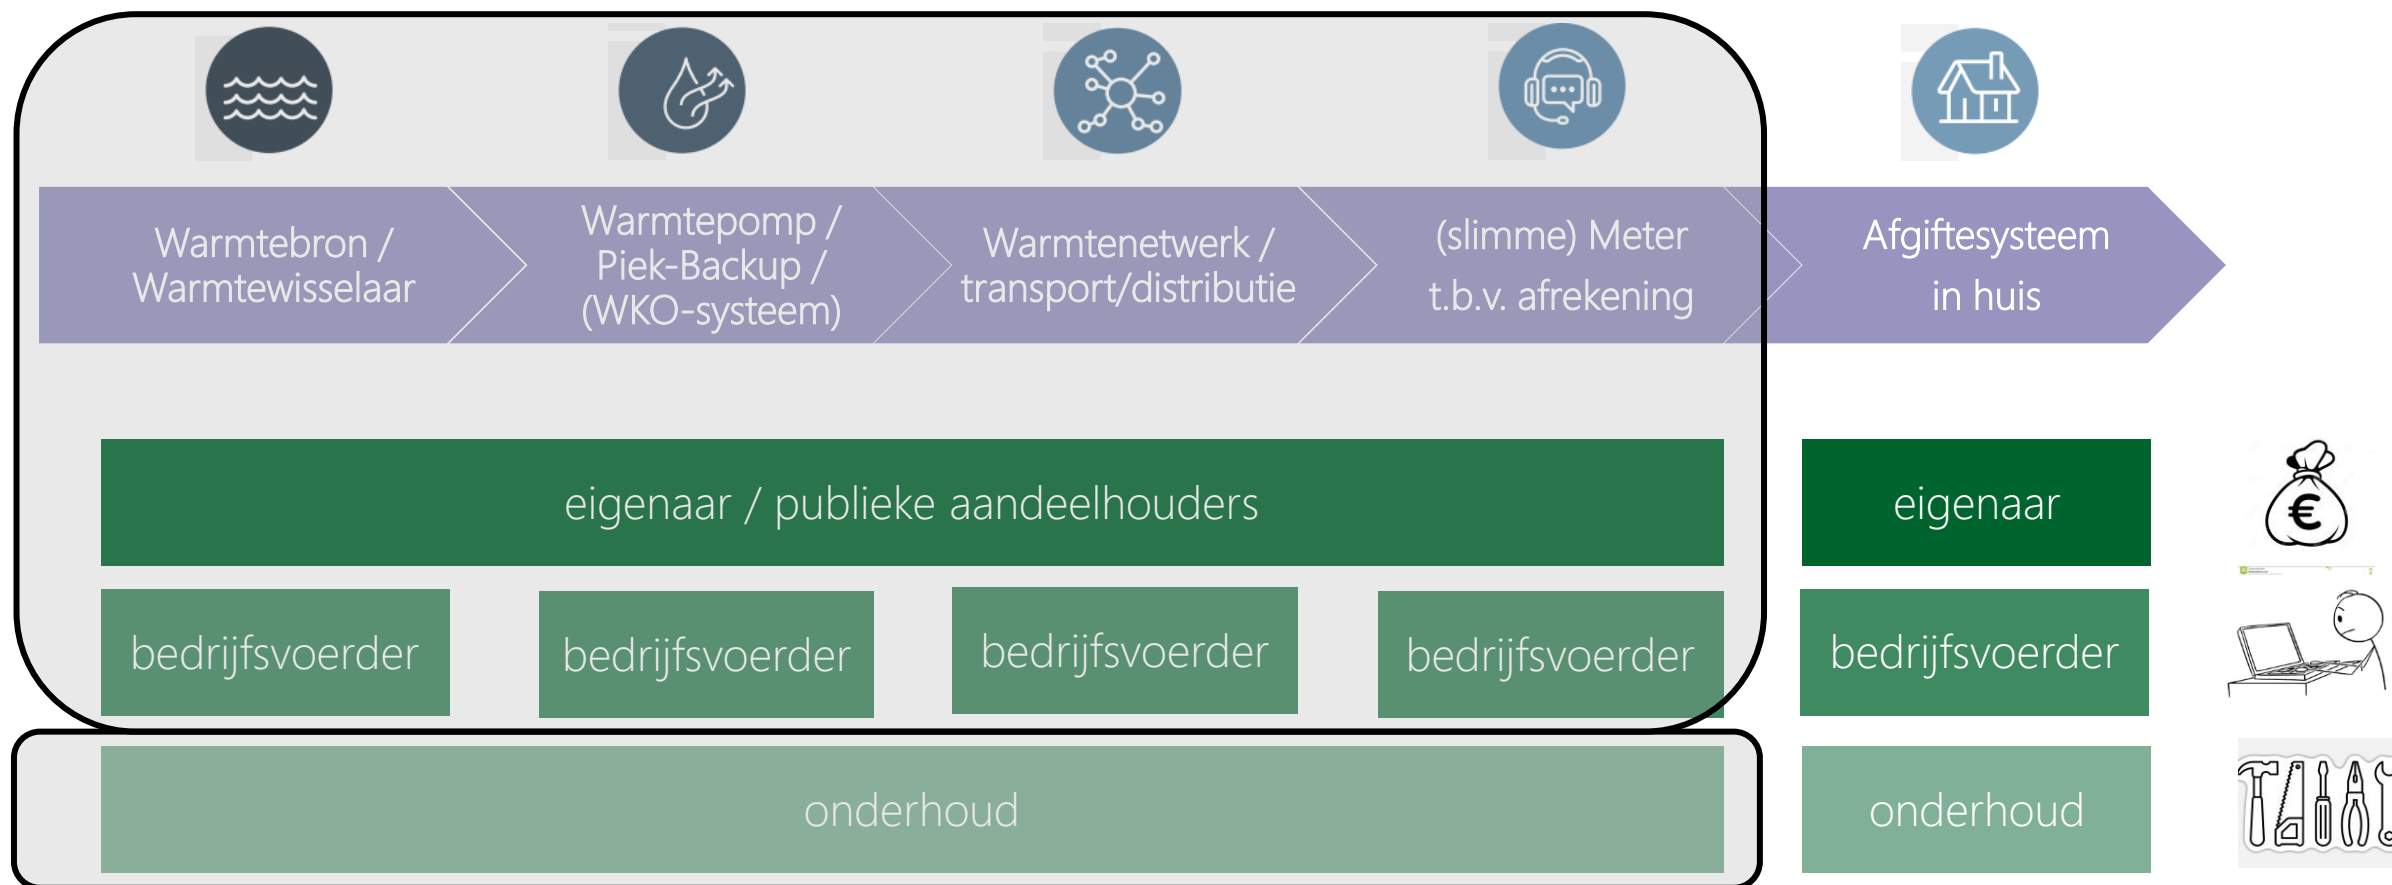 Warmtebron /
Warmtewisselaar
Warmtepomp /
Piek-Backup /
(WKO-systeem)
Warmtenetwerk /
transport/distributie
(slimme) Meter
t.b.v. afrekening
Afgiftesysteem
in huis
eigenaar / publieke aandeelhouders
eigenaar
€
bedrijfsvoerder
bedrijfsvoerder
bedrijfsvoerder
bedrijfsvoerder
bedrijfsvoerder
onderhoud
onderhoud